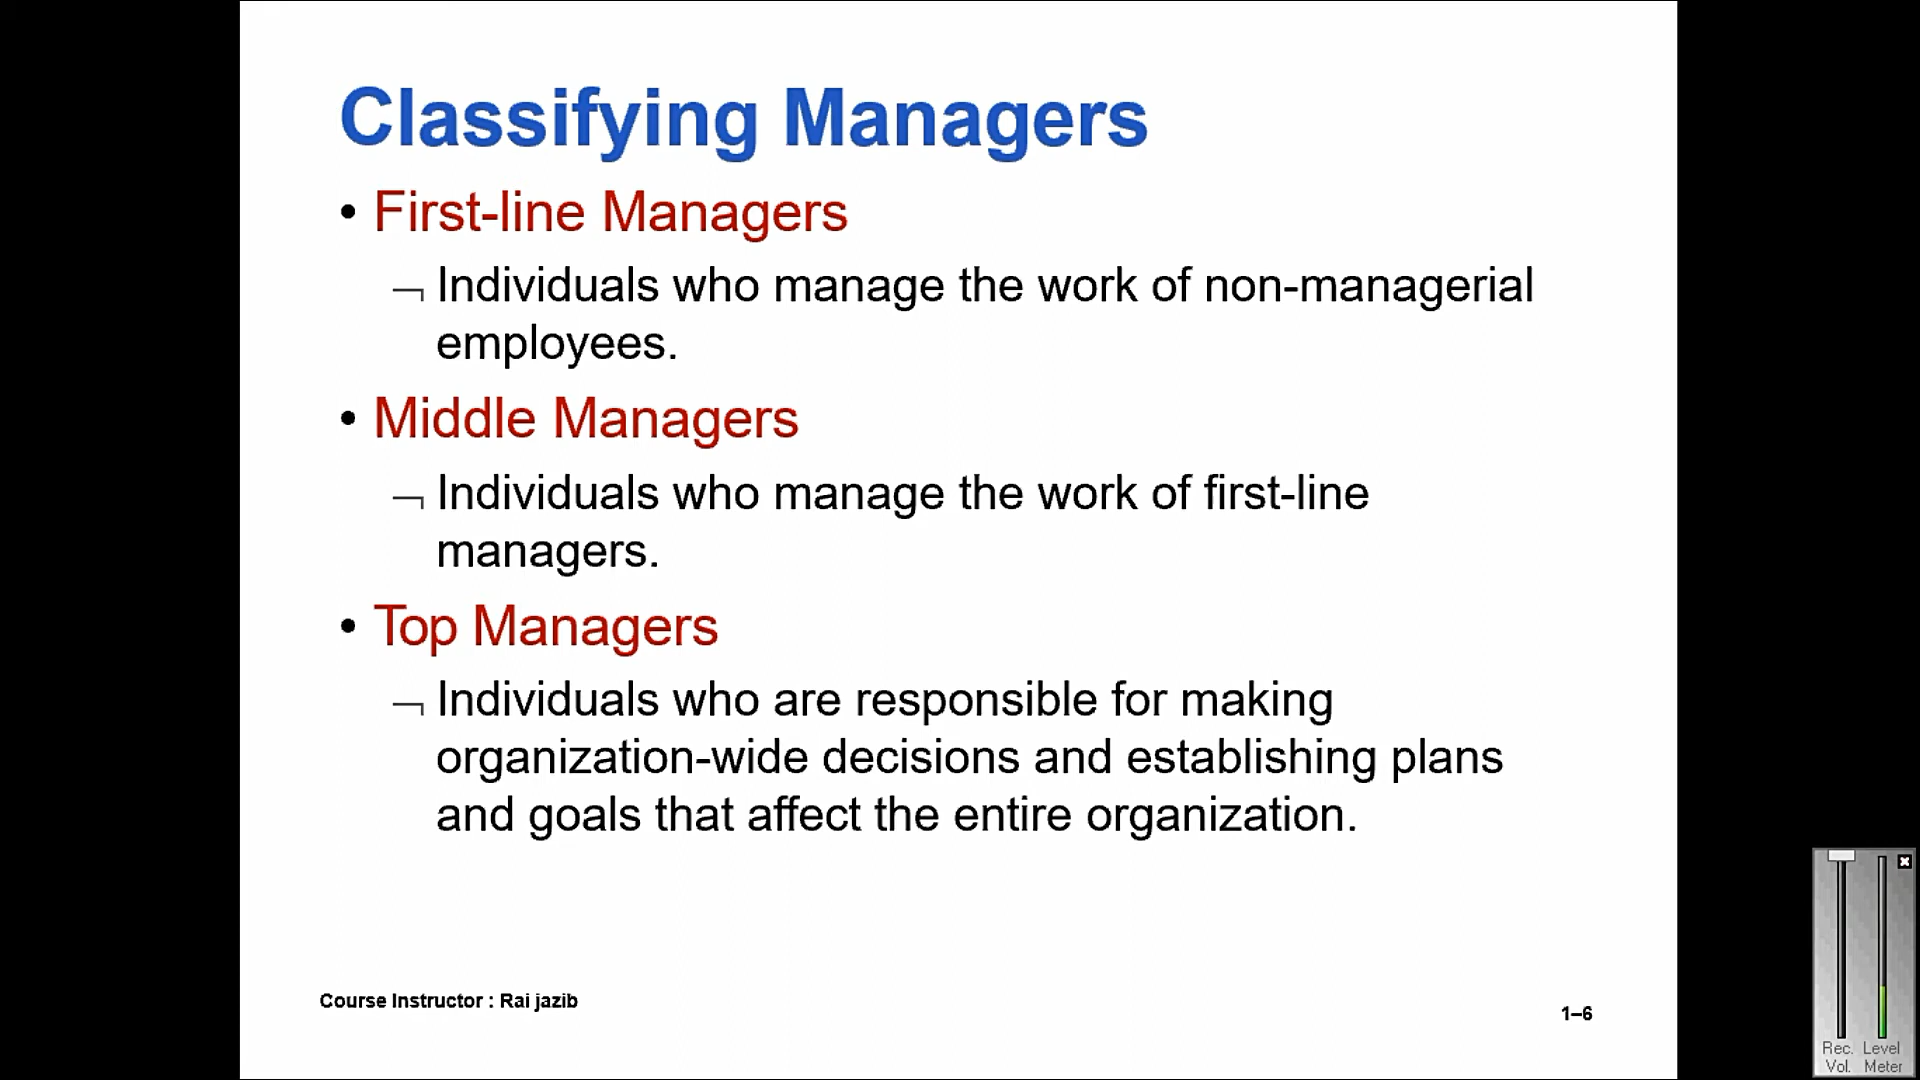 Classifying Managers
• First-line Managers
¬ Individuals who manage the work of non-managerial
employees.
• Middle Managers
¬ Individuals who manage the work of first-line
managers.
• Top Managers
¬ Individuals who are responsible for making
organization-wide decisions and establishing plans
and goals that affect the entire organization.
Course Instructor : Rai jazib
1–6
Rec. Level
Vol. Meter